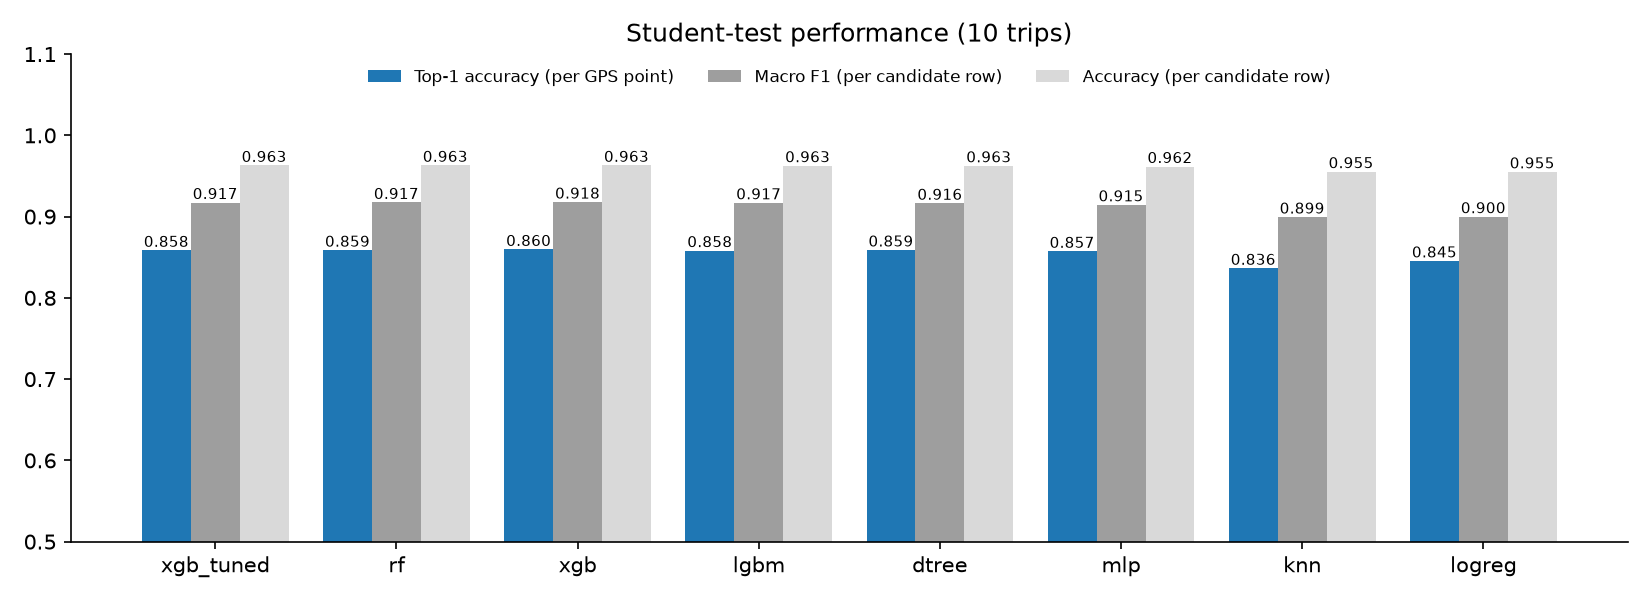 Student-test performance (10 trips)
1.1
Top-1 accuracy (per GPS point) Macro F1 (per candidate row) Accuracy (per candidate row)
1.0
0.963 0.963 0.963 0.963 0.963 0.962 0.955 0.955
0.917 0.917 0.918 0.917 0.916 0.915 0.899 0.900
0.9
0.858 0.859 0.860 0.858 0.859 0.857 0.836 0.845
0.8
0.7
0.6
0.5
xgb_tuned rf xgb lgbm dtree mlp knn logreg